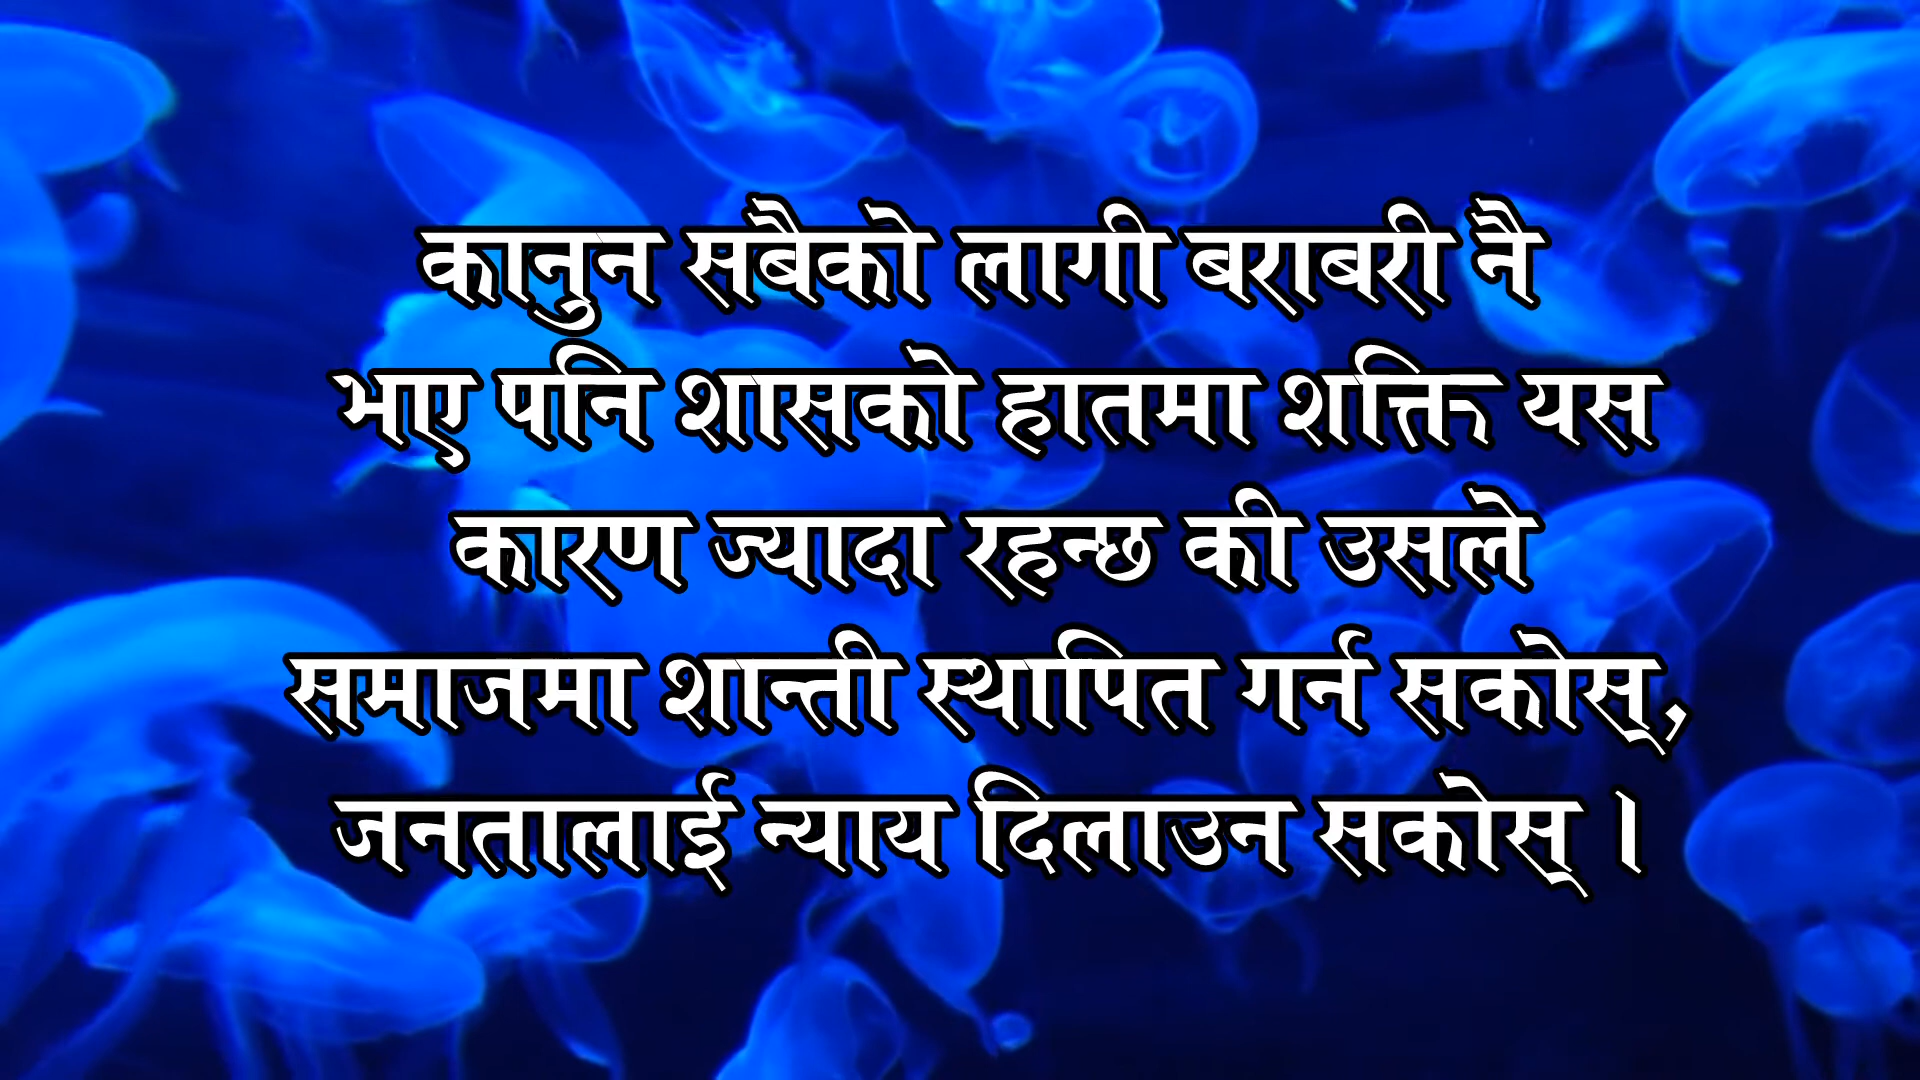 कानुन सबैको लागी बराबरी नै
भए पनि शासको हातमा शक्ति यस
कारण ज्यादा रहन्छ की उसले
समाजमा शान्ती स्थापित गर्न सकोस्,
जनतालाई न्याय दिलाउन सकोस् ।